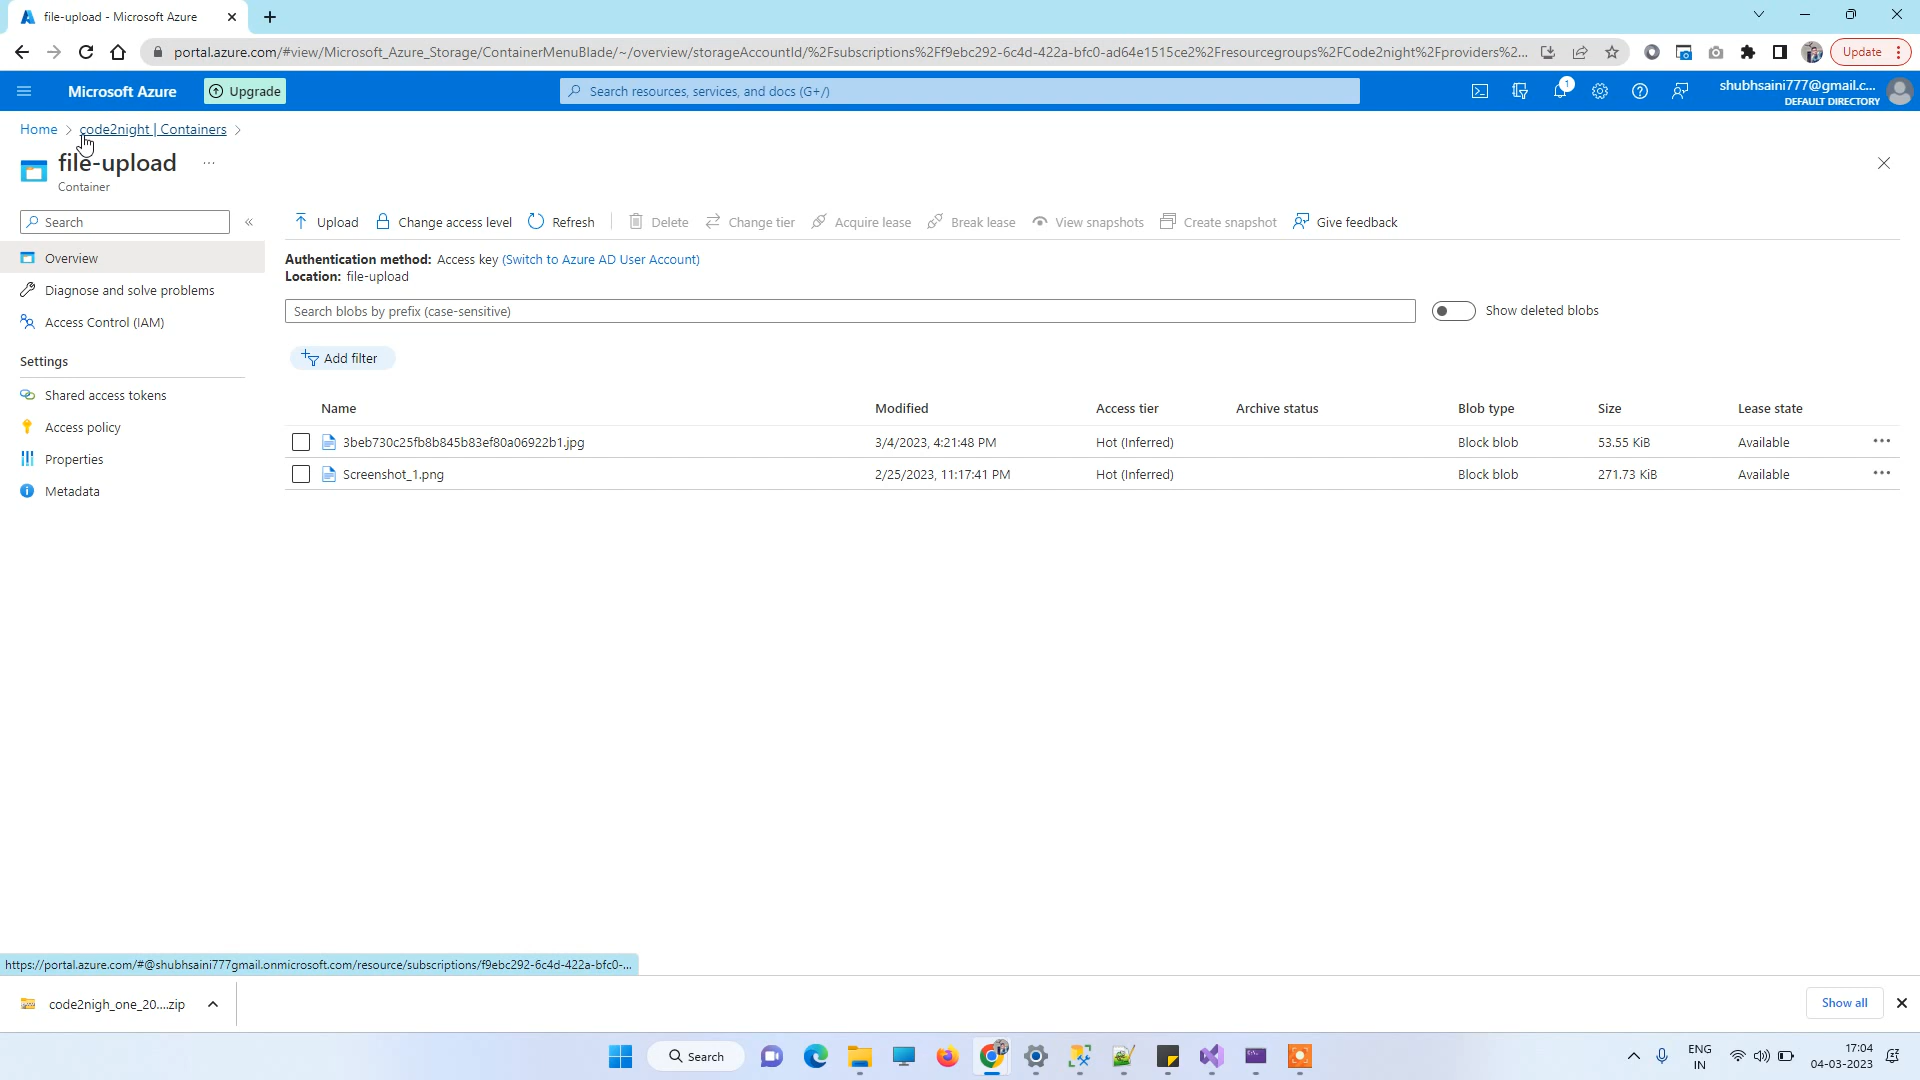 file-upload - Microsoft Azure
portal.azure.com/#view/Microsoft_Azure_Storage/ContainerMenuBlade/~/overview/storageAccountId/%2Fsubscriptions%2Ff9ebc292-6c4d-422a-bfc0-ad64e1515ce2%2Fresourcegroups%2FCode2night%2Fproviders%2...
Update
Microsoft Azure
Upgrade
Search resources, services, and docs (G+/)
1
shubhsaini777@gmail.c...
DEFAULT DIRECTORY
Home > code2night | Containers >
file-upload ...
Container
Search
Upload
Change access level
Refresh
Delete
Change tier
Acquire lease
Break lease
View snapshots
Create snapshot
Give feedback
Overview
Diagnose and solve problems
Access Control (IAM)
Settings
Shared access tokens
Access policy
Properties
Metadata
Authentication method: Access key (Switch to Azure AD User Account)
Location: file-upload
Search blobs by prefix (case-sensitive)
Show deleted blobs
Add filter
Name Modified Access tier Archive status Blob type Size Lease state
3beb730c25fb8b845b83ef80a06922b1.jpg 3/4/2023, 4:21:48 PM Hot (Inferred) Block blob 53.55 KiB Available ...
Screenshot_1.png 2/25/2023, 11:17:41 PM Hot (Inferred) Block blob 271.73 KiB Available ...
https://portal.azure.com/#@shubhsaini777gmail.onmicrosoft.com/resource/subscriptions/f9ebc292-6c4d-422a-bfc0-...
code2nigh_one_20....zip
Show all
Search
ENG
IN
17:04
04-03-2023